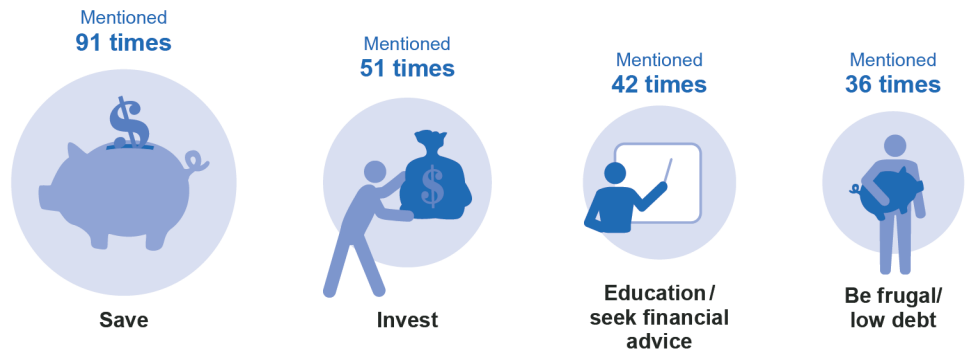 Mentioned
91 times
Save
Mentioned
51 times
$
Invest
Mentioned
42 times
Education/
seek financial
advice
Mentioned
36 times
Be frugal/
low debt